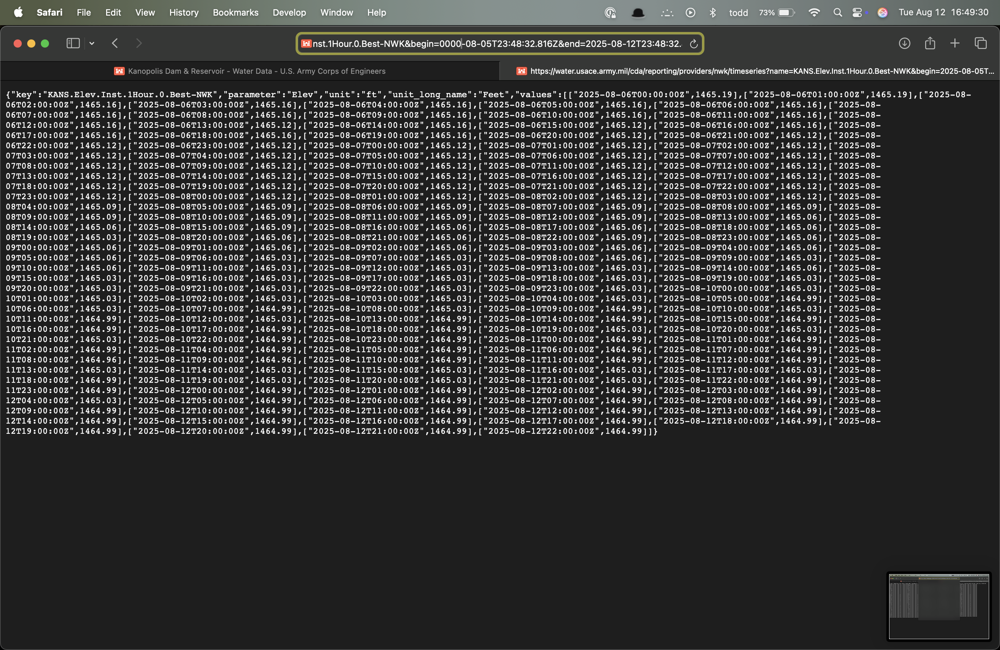 Safari File Edit View History Bookmarks Develop Window Help todd 73% Tue Aug 12 16:49:30
nst.1Hour.0.Best-NWK&begin=0000-08-05T23:48:32.816Z&end=2025-08-12T23:48:32.
Kanopolis Dam & Reservoir - Water Data - U.S. Army Corps of Engineers
https://water.usace.army.mil/cda/reporting/providers/nwk/timeseries?name=KANS.Elev.Inst.1Hour.0.Best-NWK&begin=2025-08-05T...
{"key":"KANS.Elev.Inst.1Hour.0.Best-NWK","parameter":"Elev","unit":"ft","unit_long_name":"Feet","values":[["2025-08-06T00:00:00Z",1465.19],["2025-08-06T01:00:00Z",1465.19],["2025-08-
06T02:00:00Z",1465.16],["2025-08-06T03:00:00Z",1465.16],["2025-08-06T04:00:00Z",1465.16],["2025-08-06T05:00:00Z",1465.16],["2025-08-06T06:00:00Z",1465.16],["2025-08-
06T07:00:00Z",1465.16],["2025-08-06T08:00:00Z",1465.16],["2025-08-06T09:00:00Z",1465.16],["2025-08-06T10:00:00Z",1465.16],["2025-08-06T11:00:00Z",1465.16],["2025-08-
06T12:00:00Z",1465.16],["2025-08-06T13:00:00Z",1465.12],["2025-08-06T14:00:00Z",1465.16],["2025-08-06T15:00:00Z",1465.12],["2025-08-06T16:00:00Z",1465.16],["2025-08-
06T17:00:00Z",1465.16],["2025-08-06T18:00:00Z",1465.16],["2025-08-06T19:00:00Z",1465.16],["2025-08-06T20:00:00Z",1465.12],["2025-08-06T21:00:00Z",1465.12],["2025-08-
06T22:00:00Z",1465.12],["2025-08-06T23:00:00Z",1465.12],["2025-08-07T00:00:00Z",1465.12],["2025-08-07T01:00:00Z",1465.12],["2025-08-07T02:00:00Z",1465.12],["2025-08-
07T03:00:00Z",1465.12],["2025-08-07T04:00:00Z",1465.12],["2025-08-07T05:00:00Z",1465.12],["2025-08-07T06:00:00Z",1465.12],["2025-08-07T07:00:00Z",1465.12],["2025-08-
07T08:00:00Z",1465.12],["2025-08-07T09:00:00Z",1465.12],["2025-08-07T10:00:00Z",1465.12],["2025-08-07T11:00:00Z",1465.12],["2025-08-07T12:00:00Z",1465.12],["2025-08-
07T13:00:00Z",1465.12],["2025-08-07T14:00:00Z",1465.12],["2025-08-07T15:00:00Z",1465.12],["2025-08-07T16:00:00Z",1465.12],["2025-08-07T17:00:00Z",1465.12],["2025-08-
07T18:00:00Z",1465.12],["2025-08-07T19:00:00Z",1465.12],["2025-08-07T20:00:00Z",1465.12],["2025-08-07T21:00:00Z",1465.12],["2025-08-07T22:00:00Z",1465.12],["2025-08-
07T23:00:00Z",1465.12],["2025-08-08T00:00:00Z",1465.12],["2025-08-08T01:00:00Z",1465.12],["2025-08-08T02:00:00Z",1465.12],["2025-08-08T03:00:00Z",1465.12],["2025-08-
08T04:00:00Z",1465.09],["2025-08-08T05:00:00Z",1465.09],["2025-08-08T06:00:00Z",1465.09],["2025-08-08T07:00:00Z",1465.09],["2025-08-08T08:00:00Z",1465.09],["2025-08-
08T09:00:00Z",1465.09],["2025-08-08T10:00:00Z",1465.09],["2025-08-08T11:00:00Z",1465.09],["2025-08-08T12:00:00Z",1465.09],["2025-08-08T13:00:00Z",1465.06],["2025-08-
08T14:00:00Z",1465.06],["2025-08-08T15:00:00Z",1465.09],["2025-08-08T16:00:00Z",1465.06],["2025-08-08T17:00:00Z",1465.06],["2025-08-08T18:00:00Z",1465.06],["2025-08-
08T19:00:00Z",1465.03],["2025-08-08T20:00:00Z",1465.06],["2025-08-08T21:00:00Z",1465.06],["2025-08-08T22:00:00Z",1465.09],["2025-08-08T23:00:00Z",1465.06],["2025-08-
09T00:00:00Z",1465.06],["2025-08-09T01:00:00Z",1465.06],["2025-08-09T02:00:00Z",1465.06],["2025-08-09T03:00:00Z",1465.06],["2025-08-09T04:00:00Z",1465.06],["2025-08-
09T05:00:00Z",1465.06],["2025-08-09T06:00:00Z",1465.03],["2025-08-09T07:00:00Z",1465.03],["2025-08-09T08:00:00Z",1465.06],["2025-08-09T09:00:00Z",1465.03],["2025-08-
09T10:00:00Z",1465.06],["2025-08-09T11:00:00Z",1465.03],["2025-08-09T12:00:00Z",1465.03],["2025-08-09T13:00:00Z",1465.03],["2025-08-09T14:00:00Z",1465.06],["2025-08-
09T15:00:00Z",1465.03],["2025-08-09T16:00:00Z",1465.03],["2025-08-09T17:00:00Z",1465.03],["2025-08-09T18:00:00Z",1465.03],["2025-08-09T19:00:00Z",1465.03],["2025-08-
09T20:00:00Z",1465.03],["2025-08-09T21:00:00Z",1465.03],["2025-08-09T22:00:00Z",1465.03],["2025-08-09T23:00:00Z",1465.03],["2025-08-10T00:00:00Z",1465.03],["2025-08-
10T01:00:00Z",1465.03],["2025-08-10T02:00:00Z",1465.03],["2025-08-10T03:00:00Z",1465.03],["2025-08-10T04:00:00Z",1465.03],["2025-08-10T05:00:00Z",1464.99],["2025-08-
10T06:00:00Z",1465.03],["2025-08-10T07:00:00Z",1464.99],["2025-08-10T08:00:00Z",1465.03],["2025-08-10T09:00:00Z",1464.99],["2025-08-10T10:00:00Z",1465.03],["2025-08-
10T11:00:00Z",1464.99],["2025-08-10T12:00:00Z",1465.03],["2025-08-10T13:00:00Z",1464.99],["2025-08-10T14:00:00Z",1464.99],["2025-08-10T15:00:00Z",1464.99],["2025-08-
10T16:00:00Z",1464.99],["2025-08-10T17:00:00Z",1464.99],["2025-08-10T18:00:00Z",1464.99],["2025-08-10T19:00:00Z",1465.03],["2025-08-10T20:00:00Z",1465.03],["2025-08-
10T21:00:00Z",1465.03],["2025-08-10T22:00:00Z",1464.99],["2025-08-10T23:00:00Z",1464.99],["2025-08-11T00:00:00Z",1464.99],["2025-08-11T01:00:00Z",1464.99],["2025-08-
11T02:00:00Z",1464.99],["2025-08-11T04:00:00Z",1464.99],["2025-08-11T05:00:00Z",1464.99],["2025-08-11T06:00:00Z",1464.96],["2025-08-11T07:00:00Z",1464.99],["2025-08-
11T08:00:00Z",1464.96],["2025-08-11T09:00:00Z",1464.96],["2025-08-11T10:00:00Z",1464.99],["2025-08-11T11:00:00Z",1464.99],["2025-08-11T12:00:00Z",1464.99],["2025-08-
11T13:00:00Z",1465.03],["2025-08-11T14:00:00Z",1465.03],["2025-08-11T15:00:00Z",1465.03],["2025-08-11T16:00:00Z",1465.03],["2025-08-11T17:00:00Z",1465.03],["2025-08-
11T18:00:00Z",1464.99],["2025-08-11T19:00:00Z",1465.03],["2025-08-11T20:00:00Z",1465.03],["2025-08-11T21:00:00Z",1465.03],["2025-08-11T22:00:00Z",1464.99],["2025-08-
11T23:00:00Z",1464.99],["2025-08-12T00:00:00Z",1464.99],["2025-08-12T01:00:00Z",1464.99],["2025-08-12T02:00:00Z",1464.99],["2025-08-12T03:00:00Z",1464.99],["2025-08-
12T04:00:00Z",1465.03],["2025-08-12T05:00:00Z",1464.99],["2025-08-12T06:00:00Z",1464.99],["2025-08-12T07:00:00Z",1464.99],["2025-08-12T08:00:00Z",1464.99],["2025-08-
12T09:00:00Z",1464.99],["2025-08-12T10:00:00Z",1464.99],["2025-08-12T11:00:00Z",1464.99],["2025-08-12T12:00:00Z",1464.99],["2025-08-12T13:00:00Z",1464.99],["2025-08-
12T14:00:00Z",1464.99],["2025-08-12T15:00:00Z",1464.99],["2025-08-12T16:00:00Z",1464.99],["2025-08-12T17:00:00Z",1464.99],["2025-08-12T18:00:00Z",1464.99],["2025-08-
12T19:00:00Z",1464.99],["2025-08-12T20:00:00Z",1464.99],["2025-08-12T21:00:00Z",1464.99],["2025-08-12T22:00:00Z",1464.99]]}